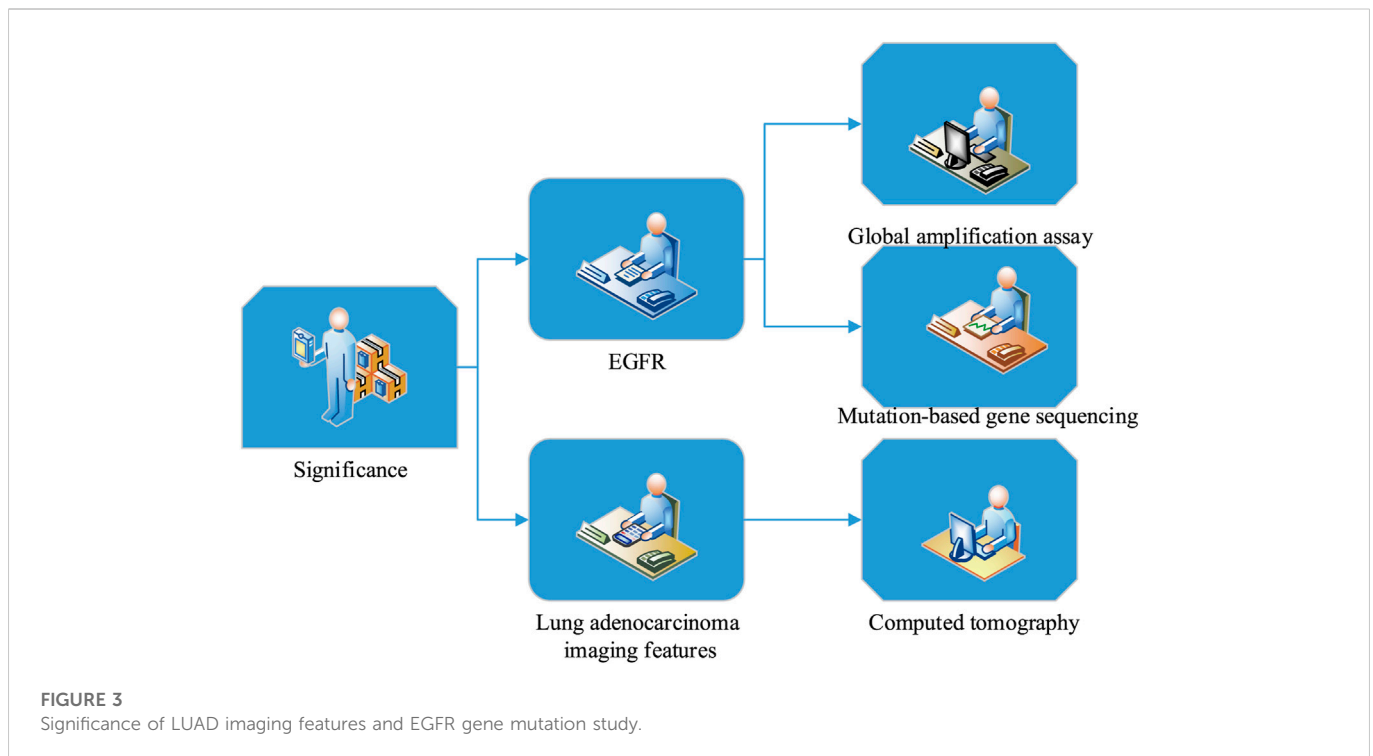 Global amplification assay
EGFR
Mutation-based gene sequencing
Significance
Lung adenocarcinoma
imaging features
Computed tomography
FIGURE 3
Significance of LUAD imaging features and EGFR gene mutation study.